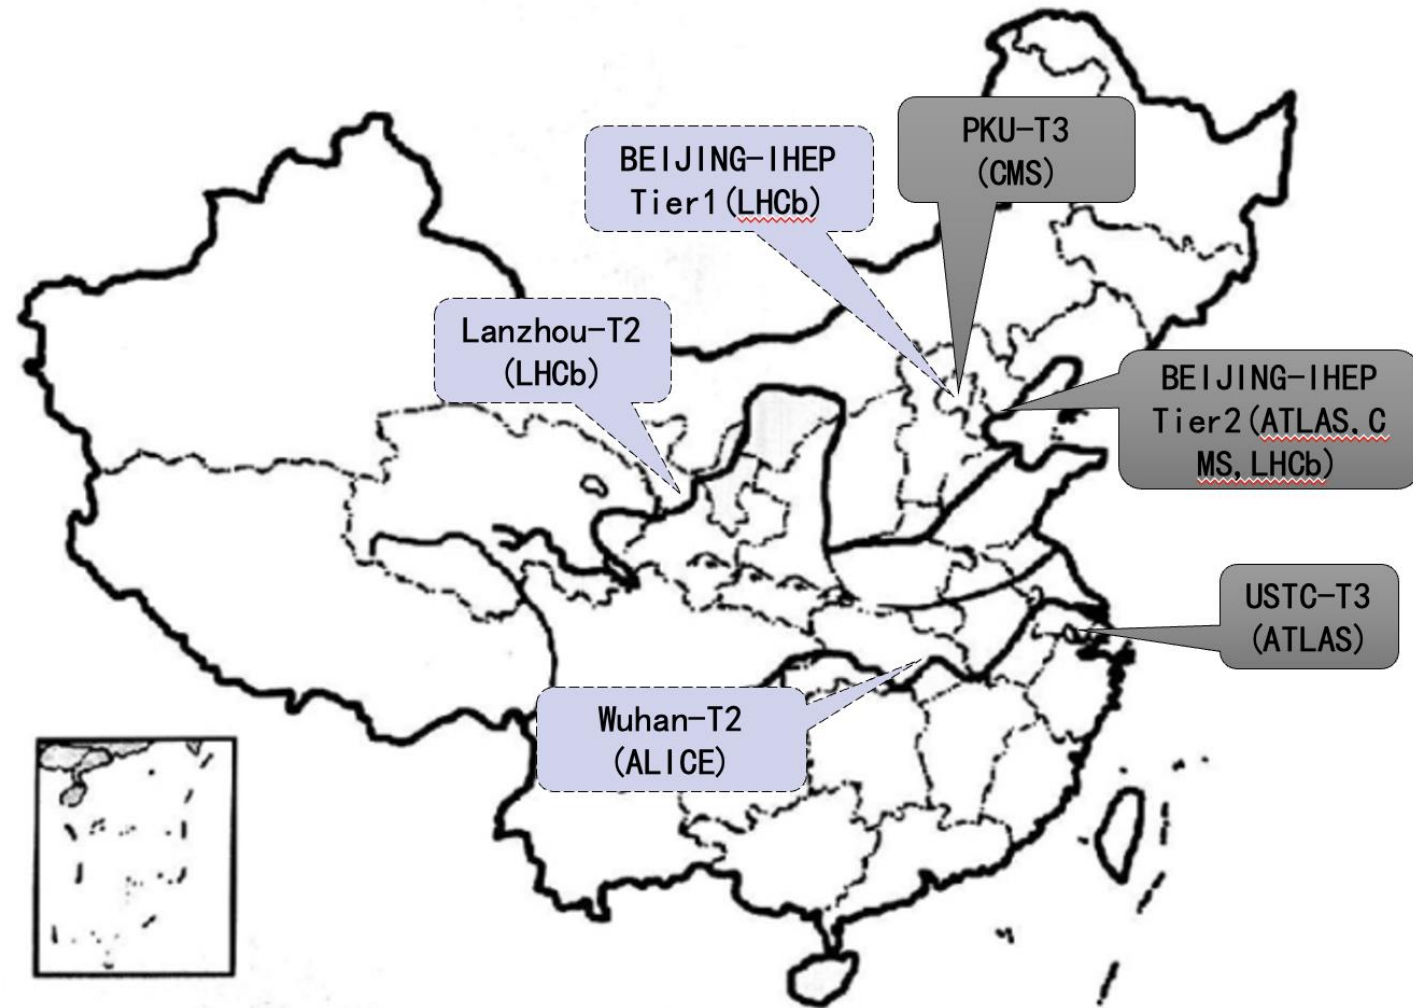 PKU-T3
(CMS)
BEIJING-IHEP
Tier1(LHCb)
Lanzhou-T2
(LHCb)
BEIJING-IHEP
Tier2(ATLAS,C
MS,LHCb)
USTC-T3
(ATLAS)
Wuhan-T2
(ALICE)